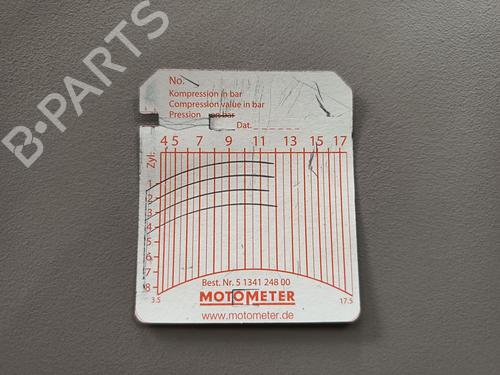 B-PARTS
No.
Kompression in bar
Compression value in bar
Pression en bar
Dat. _ _ _ _ _ _ _
4 5 7 9 11 13 15 17
Zyl.
1
2
3
4
5
6
7
8
3.5 17.5
Best. Nr. 5 1341 248 00
MOTOMETER
www.motometer.de